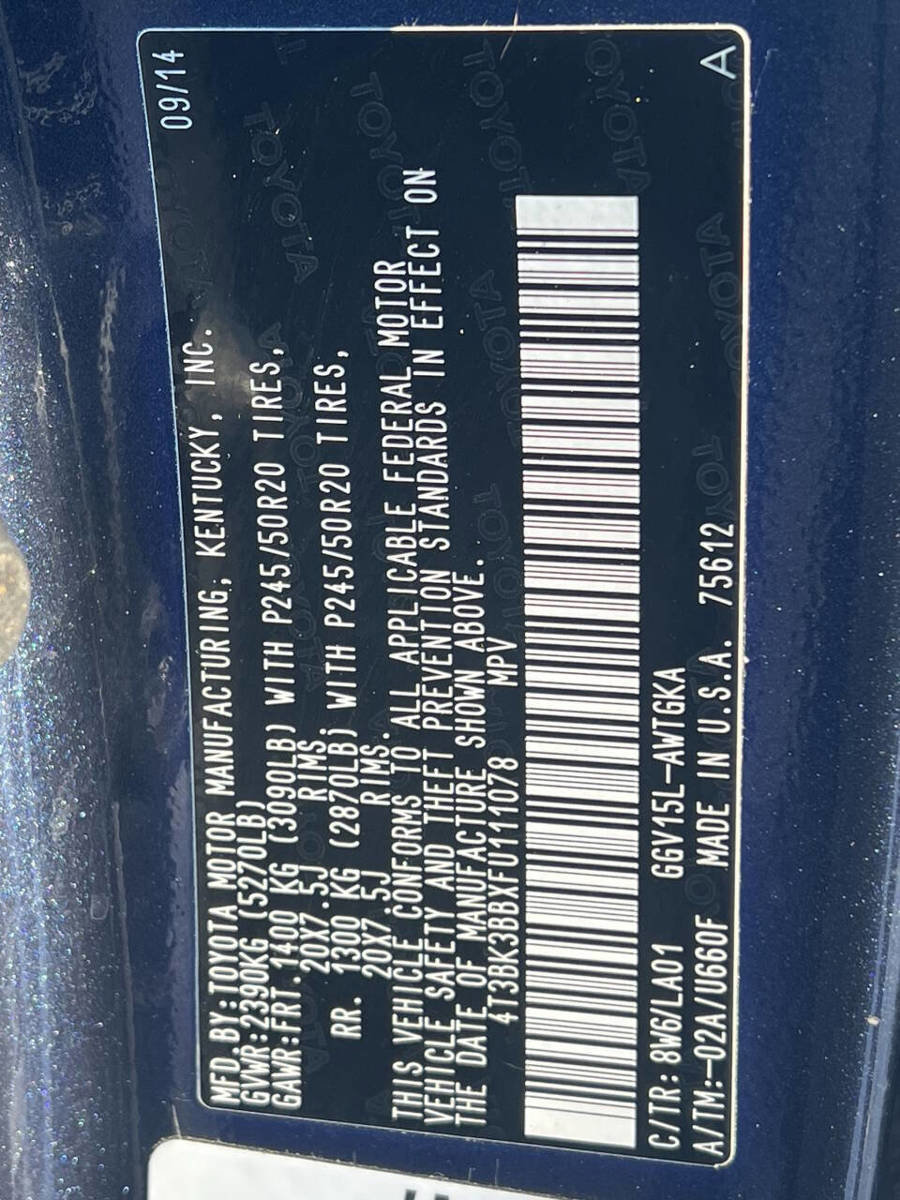 MFD.BY:TOYOTA MOTOR MANUFACTURING, KENTUCKY, INC. 09/14
GVWR:2390KG (5270LB)
GAWR:FRT.1400 KG (3090LB) WITH P245/50R20 TIRES,
20X7.5J RIMS
RR. 1300 KG (2870LB) WITH P245/50R20 TIRES,
20X7.5J RIMS.
THIS VEHICLE CONFORMS TO ALL APPLICABLE FEDERAL MOTOR
VEHICLE SAFETY AND THEFT PREVENTION STANDARDS IN EFFECT ON
THE DATE OF MANUFACTURE SHOWN ABOVE.
4T3BK3BBXFU111078 MPV
C/TR:8W6/LA01 GGV15L-AWTGKA
A/TM:-02A/U660F MADE IN U.S.A. 75612 A